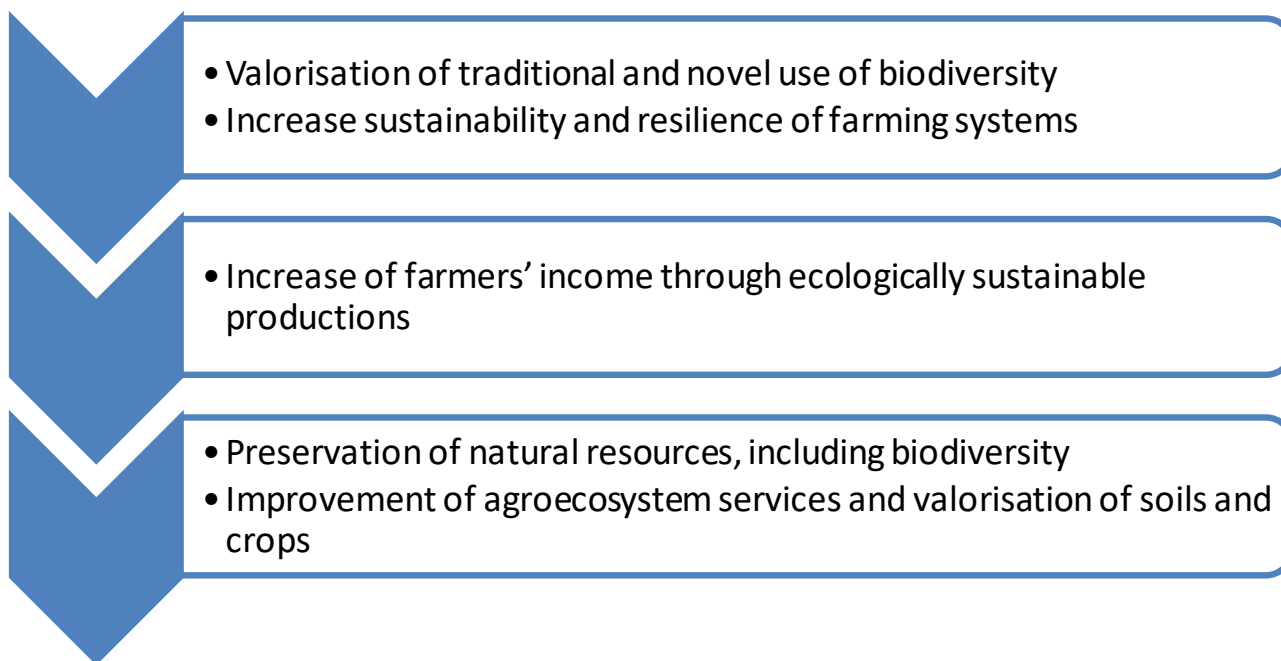 • Valorisation of traditional and novel use of biodiversity
• Increase sustainability and resilience of farming systems
• Increase of farmers’ income through ecologically sustainable
productions
• Preservation of natural resources, including biodiversity
• Improvement of agroecosystem services and valorisation of soils and
crops